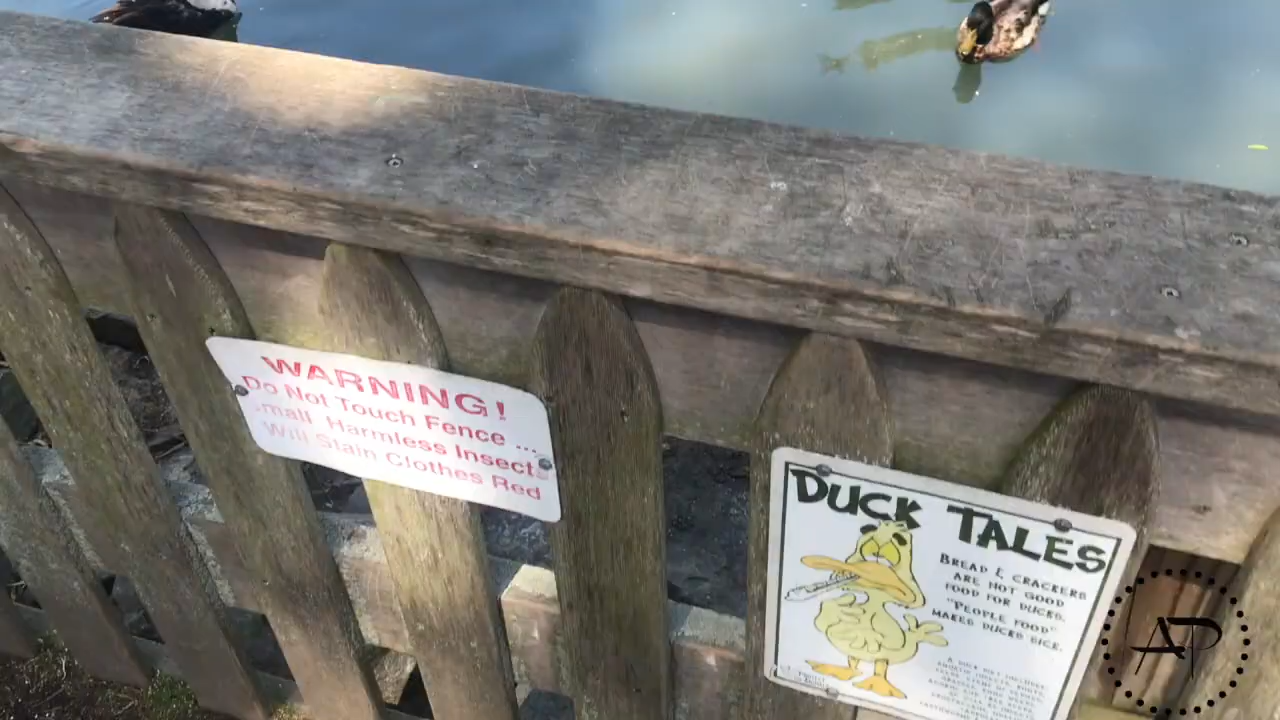 WARNING!
Do Not Touch Fence ...
Small Harmless Insects
Will Stain Clothes Red
DUCK TALES
BREAD & CRACKERS
ARE NOT GOOD
FOOD FOR DUCKS.
"PEOPLE FOOD"
MAKES DUCKS SICK.
AP